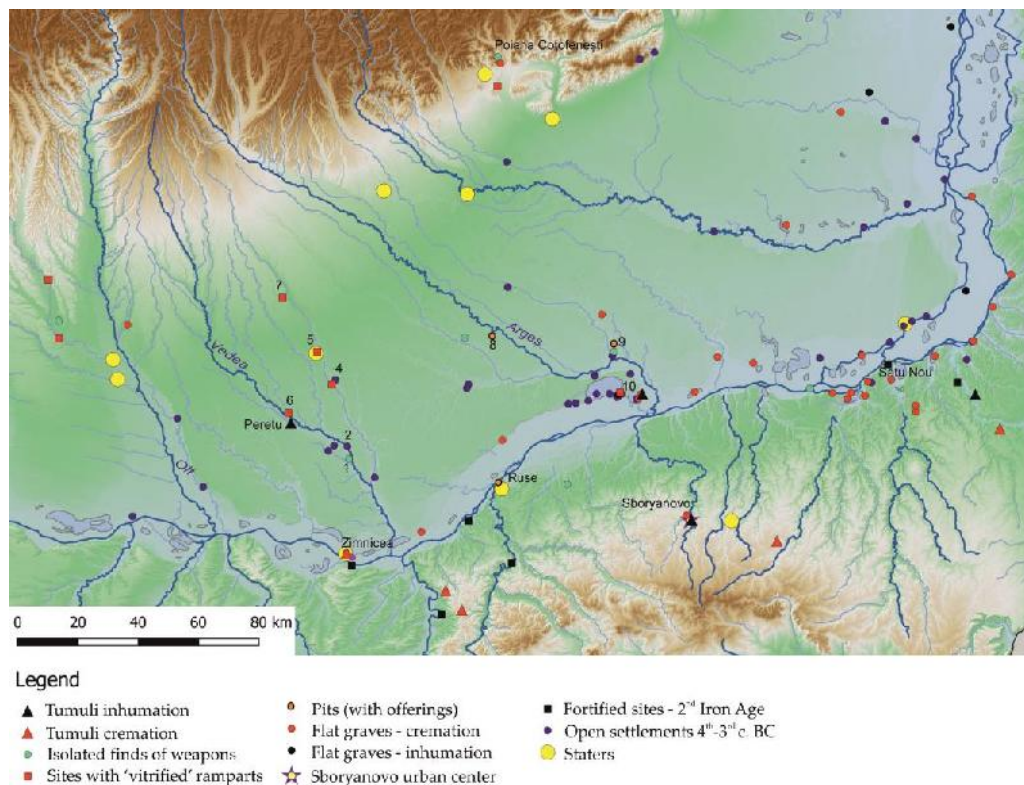 Poiana Coțofenești
7
Argeș
8
9
Vedea
5
4
10
Satu Nou
6
Peretu
2
1
Olt
Ruse
Sboryanovo
Zimnicea
0 20 40 60 80 km
Legend
Tumuli inhumation
Tumuli cremation
Isolated finds of weapons
Sites with 'vitrified' ramparts
Pits (with offerings)
Flat graves - cremation
Flat graves - inhumation
Sboryanovo urban center
Fortified sites - 2nd Iron Age
Open settlements 4th-3rd c. BC
Staters